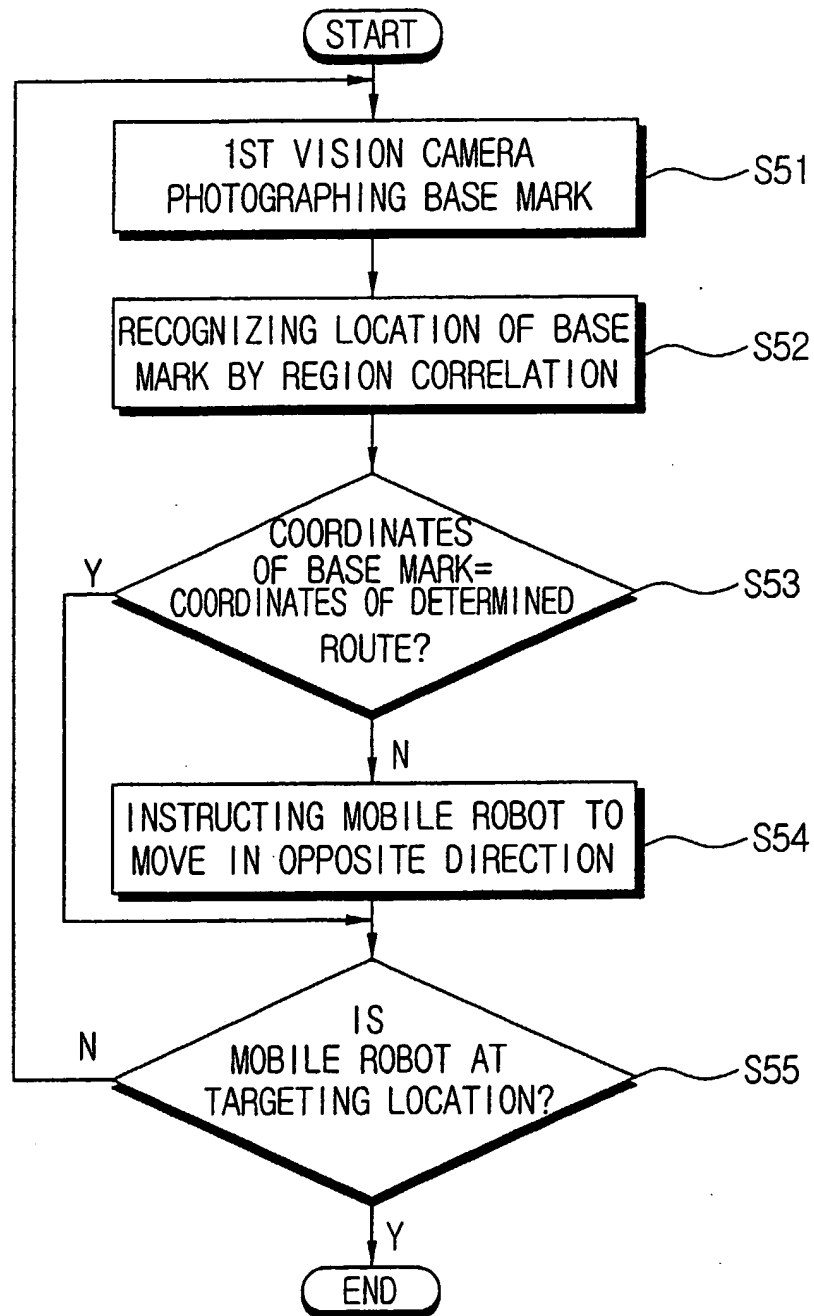 START
1ST VISION CAMERA
PHOTOGRAPHING BASE MARK
S51
RECOGNIZING LOCATION OF BASE
MARK BY REGION CORRELATION
S52
COORDINATES
OF BASE MARK=
COORDINATES OF DETERMINED
ROUTE?
Y
S53
N
INSTRUCTING MOBILE ROBOT TO
MOVE IN OPPOSITE DIRECTION
S54
IS
MOBILE ROBOT AT
TARGETING LOCATION?
N
S55
Y
END